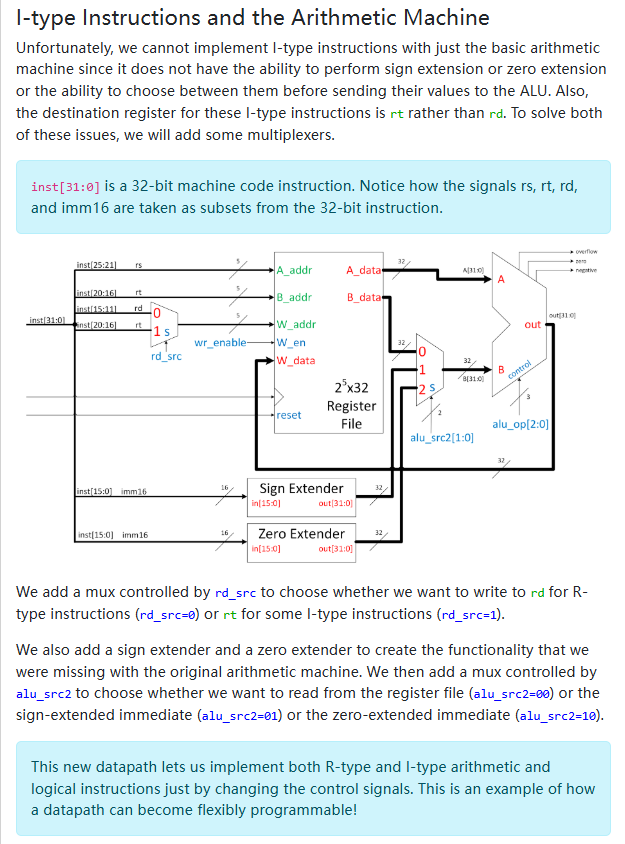 I-type Instructions and the Arithmetic Machine
Unfortunately, we cannot implement I-type instructions with just the basic arithmetic
machine since it does not have the ability to perform sign extension or zero extension
or the ability to choose between them before sending their values to the ALU. Also,
the destination register for these I-type instructions is rt rather than rd. To solve both
of these issues, we will add some multiplexers.
inst[31:0] is a 32-bit machine code instruction. Notice how the signals rs, rt, rd,
and imm16 are taken as subsets from the 32-bit instruction.
overflow
zero
negative
inst[25:21] rs 5 A_addr A_data 32 A[31:0] A
inst[20:16] rt 5 B_addr B_data
inst[15:11] rd 0 5 W_addr
inst[31:0] inst[20:16] rt 1 s
out out[31:0]
rd_src
wr_enable W_en
W_data
32 0
1
2 s
32 B[31:0] B control
3
2⁵x32
Register
File
reset
2
alu_src2[1:0]
alu_op[2:0]
32
inst[15:0] imm16 16 Sign Extender 32
in[15:0] out[31:0]
inst[15:0] imm16 16 Zero Extender 32
in[15:0] out[31:0]
We add a mux controlled by rd_src to choose whether we want to write to rd for R-
type instructions (rd_src=0) or rt for some I-type instructions (rd_src=1).
We also add a sign extender and a zero extender to create the functionality that we
were missing with the original arithmetic machine. We then add a mux controlled by
alu_src2 to choose whether we want to read from the register file (alu_src2=00) or the
sign-extended immediate (alu_src2=01) or the zero-extended immediate (alu_src2=10).
This new datapath lets us implement both R-type and I-type arithmetic and
logical instructions just by changing the control signals. This is an example of how
a datapath can become flexibly programmable!